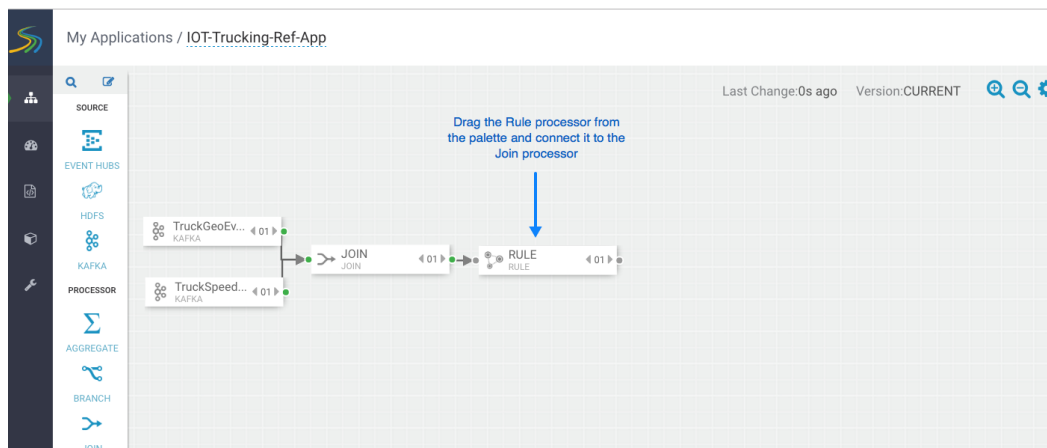 My Applications / IOT-Trucking-Ref-App
Last Change:0s ago Version:CURRENT
SOURCE
EVENT HUBS
HDFS
KAFKA
PROCESSOR
AGGREGATE
BRANCH
JOIN
Drag the Rule processor from
the palette and connect it to the
Join processor
TruckGeoEv... 01
KAFKA
TruckSpeed... 01
KAFKA
JOIN 01
JOIN
RULE 01
RULE